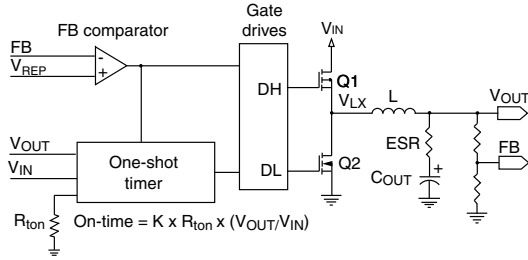 FB comparator
Gate drives
FB
V_REP
-
+
DH
DL
V_IN
Q1
V_LX
L
V_OUT
Q2
ESR
+
C_OUT
FB
V_OUT
V_IN
One-shot timer
R_ton
On-time = K x R_ton x (V_OUT/V_IN)